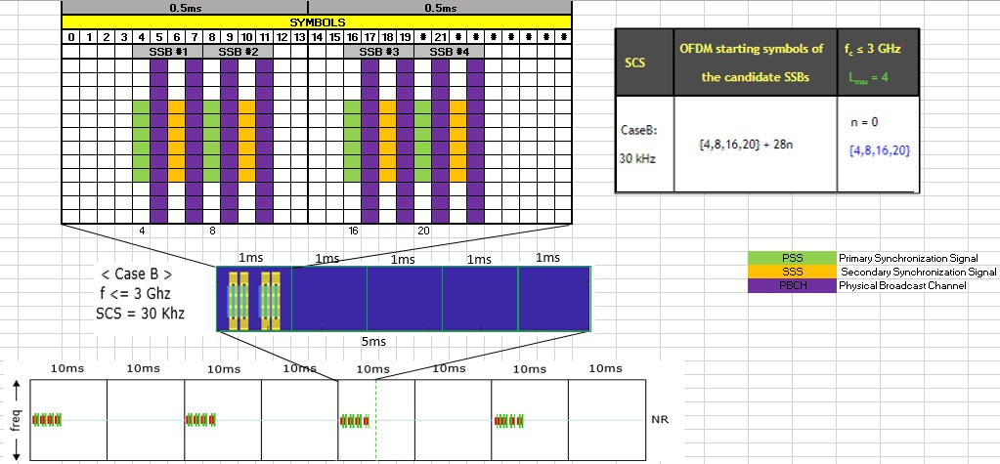 0.5ms 0.5ms
SYMBOLS
0 1 2 3 4 5 6 7 8 9 10 11 12 13 14 15 16 17 18 19 # 21 # # # # # # #
SSB #1 SSB #2 SSB #3 SSB #4
4 8 16 20
SCS
OFDM starting symbols of
the candidate SSBs
fc ≤ 3 GHz
Lmax = 4
CaseB:
30 kHz
{4,8,16,20} + 28n
n = 0
{4,8,16,20}
PSS Primary Synchronization Signal
SSS Secondary Synchronization Signal
PBCH Physical Broadcast Channel
< Case B >
f <= 3 Ghz
SCS = 30 Khz
1ms 1ms 1ms 1ms 1ms
5ms
10ms 10ms 10ms 10ms 10ms 10ms 10ms 10ms
freq
NR